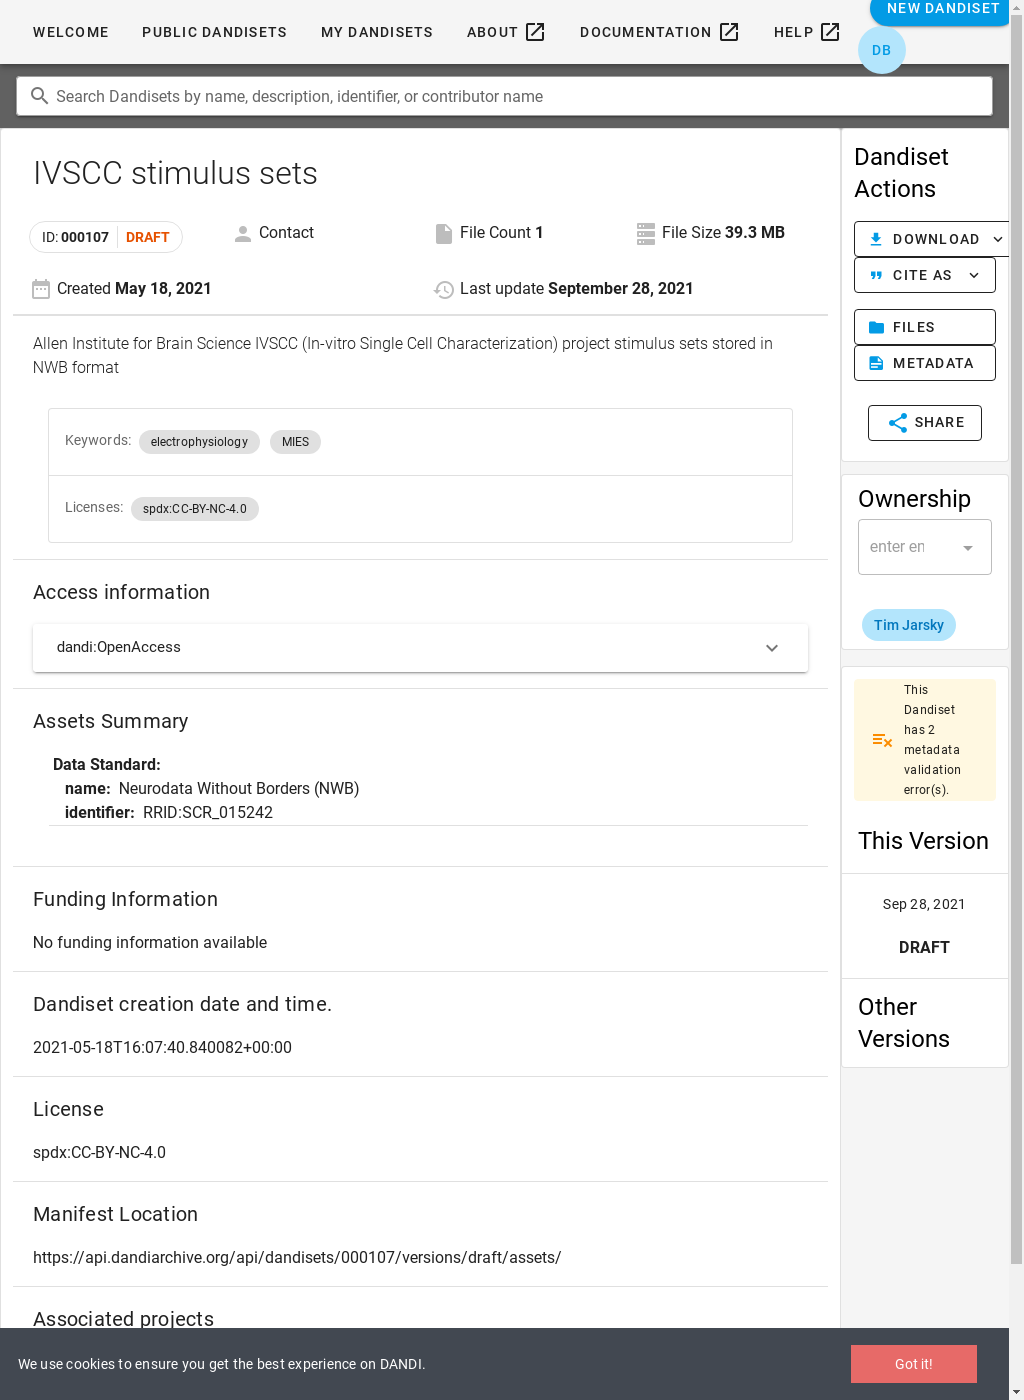 WELCOME PUBLIC DANDISETS MY DANDISETS ABOUT DOCUMENTATION HELP NEW DANDISET
DB
Search Dandisets by name, description, identifier, or contributor name
IVSCC stimulus sets
ID: 000107 DRAFT Contact File Count 1 File Size 39.3 MB
Created May 18, 2021 Last update September 28, 2021
Allen Institute for Brain Science IVSCC (In-vitro Single Cell Characterization) project stimulus sets stored in
NWB format
Keywords: electrophysiology MIES
Licenses: spdx:CC-BY-NC-4.0
Access information
dandi:OpenAccess
Assets Summary
Data Standard:
name: Neurodata Without Borders (NWB)
identifier: RRID:SCR_015242
Funding Information
No funding information available
Dandiset creation date and time.
2021-05-18T16:07:40.840082+00:00
License
spdx:CC-BY-NC-4.0
Manifest Location
https://api.dandiarchive.org/api/dandisets/000107/versions/draft/assets/
Associated projects
Dandiset
Actions
DOWNLOAD
CITE AS
FILES
METADATA
SHARE
Ownership
enter en
Tim Jarsky
This
Dandiset
has 2
metadata
validation
error(s).
This Version
Sep 28, 2021
DRAFT
Other
Versions
We use cookies to ensure you get the best experience on DANDI.
Got it!